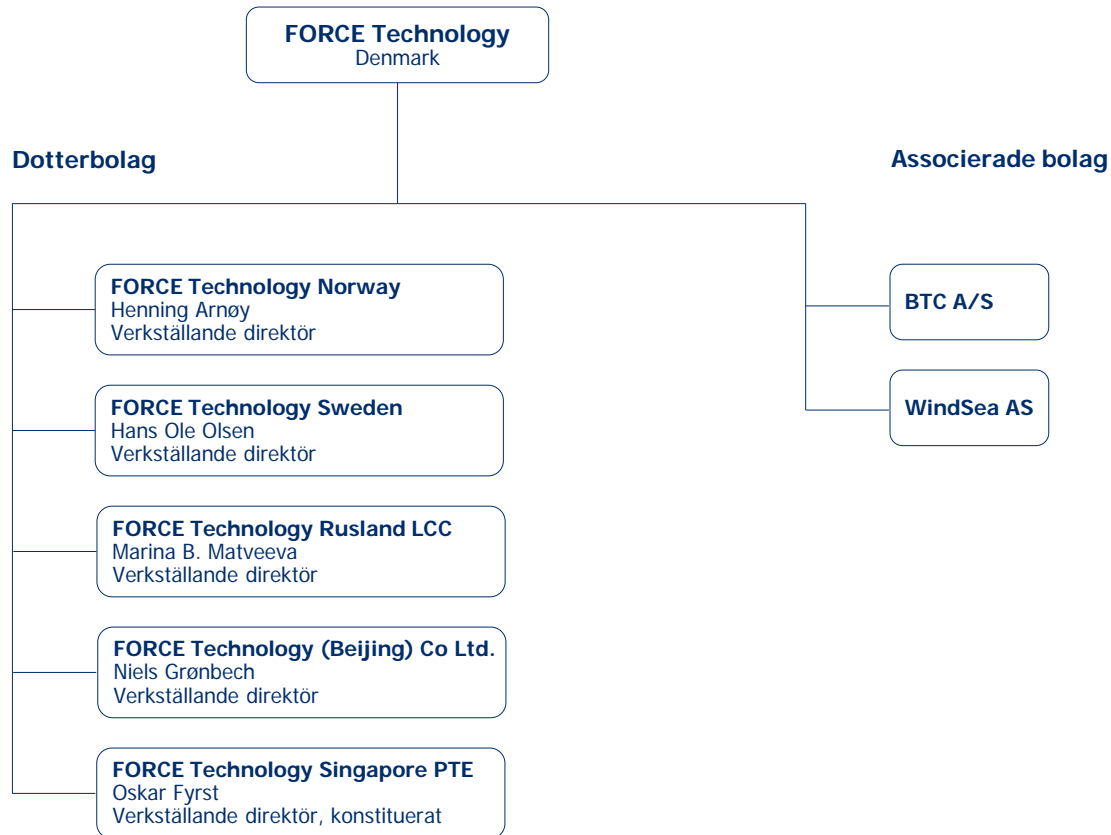 FORCE Technology
Denmark
Dotterbolag
Associerade bolag
FORCE Technology Norway
Henning Arnøy
Verkställande direktör
BTC A/S
FORCE Technology Sweden
Hans Ole Olsen
Verkställande direktör
WindSea AS
FORCE Technology Rusland LCC
Marina B. Matveeva
Verkställande direktör
FORCE Technology (Beijing) Co Ltd.
Niels Grønbech
Verkställande direktör
FORCE Technology Singapore PTE
Oskar Fyrst
Verkställande direktör, konstituerat